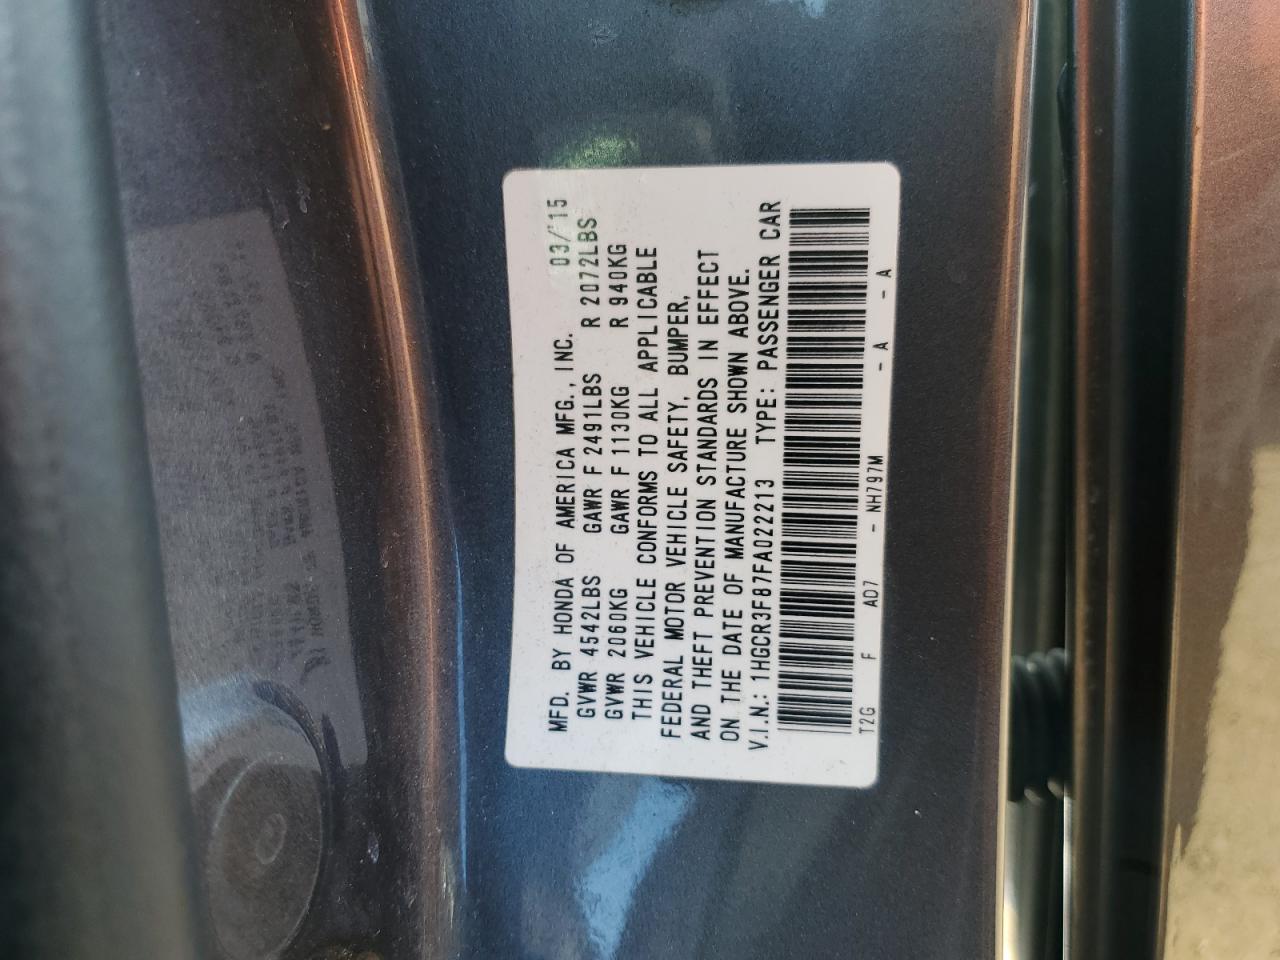 MFD. BY HONDA OF AMERICA MFG., INC. 03/'15
GVWR 4542LBS GAWR F 2491LBS R 2072LBS
GVWR 2060KG GAWR F 1130KG R 940KG
THIS VEHICLE CONFORMS TO ALL APPLICABLE
FEDERAL MOTOR VEHICLE SAFETY, BUMPER,
AND THEFT PREVENTION STANDARDS IN EFFECT
ON THE DATE OF MANUFACTURE SHOWN ABOVE.
V.I.N.: 1HGCR3F87FA022213 TYPE: PASSENGER CAR
T2G F AD7 - NH797M - A - A